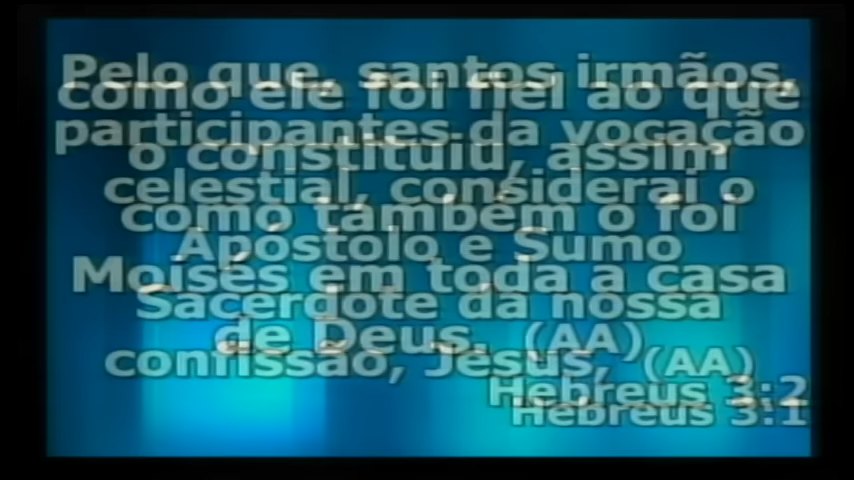 Pelo que, santos irmãos,
participantes da vocação
celestial, considerai o
Apóstolo e Sumo
Sacerdote da nossa
confissão, Jesus, (AA)
Hebreus 3:1
como ele foi fiel ao que
o constituiu, assim
como também o foi
Moisés em toda a casa
de Deus. (AA)
Hebreus 3:2